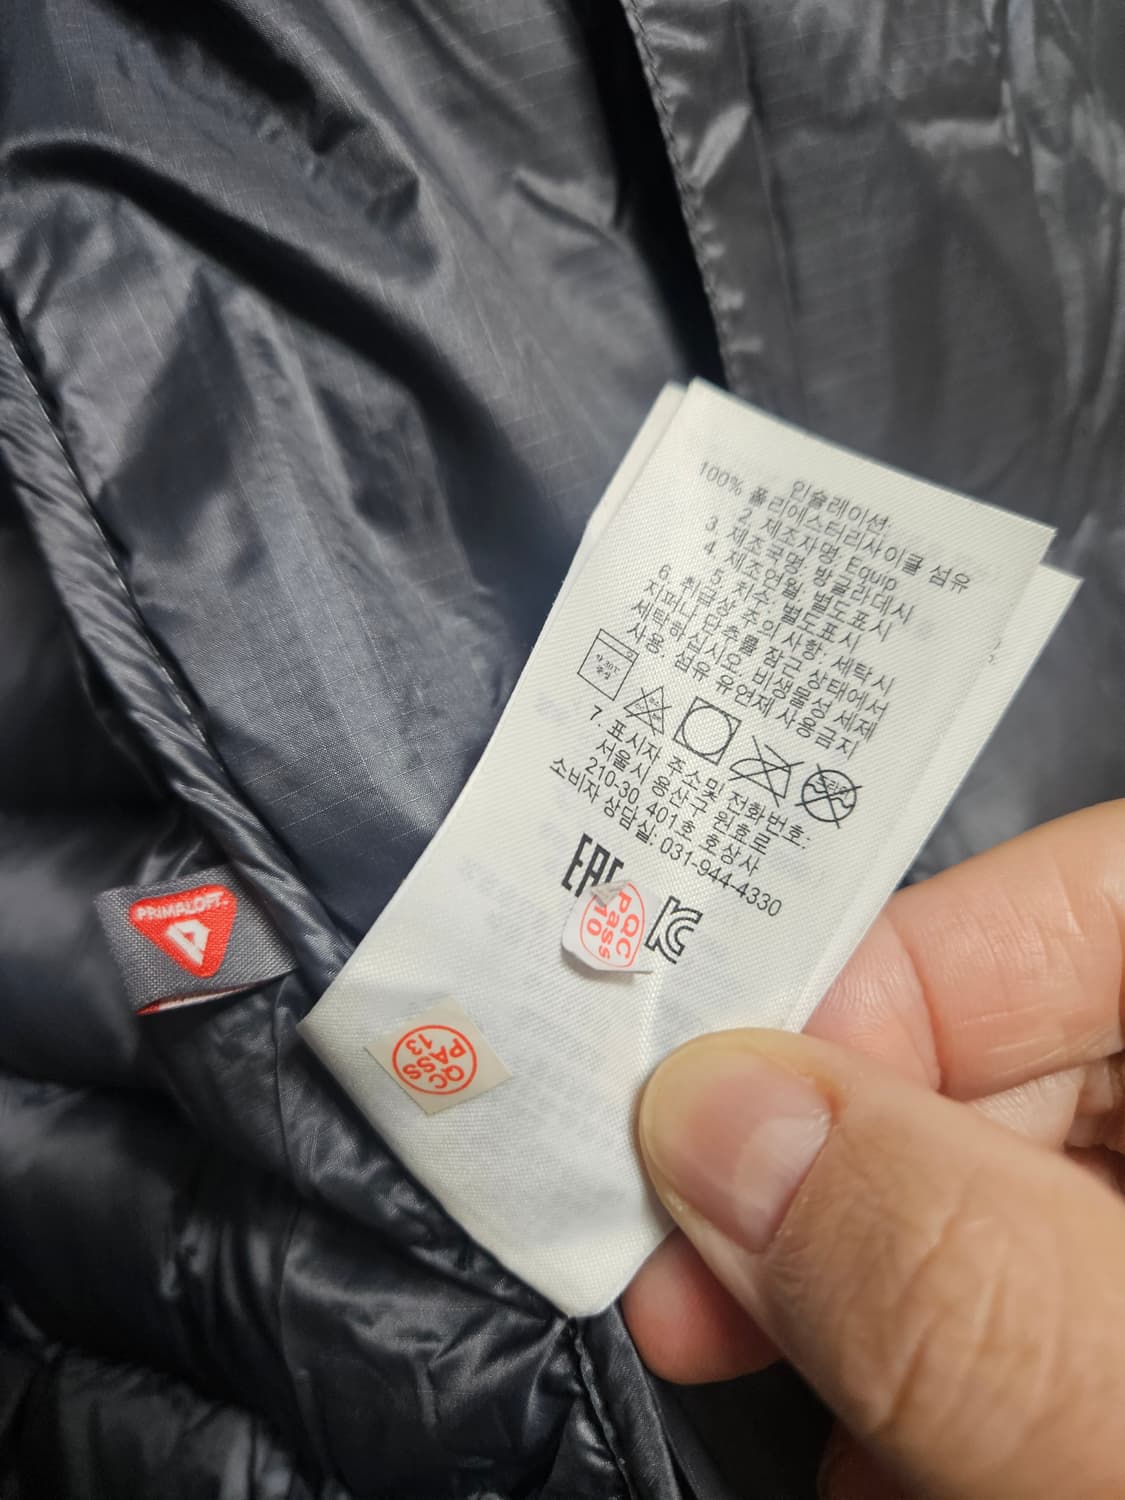 인슐레이션:
100% 폴리에스터리사이클 섬유
2. 제조자명, Equip
3. 제조국명, 방글라데시
4. 제조연월, 별도표시
5. 치수, 별도표시
6. 취급상 주의 사항: 세탁시
지퍼나 단추를 잠근 상태에서
세탁하십시오, 비생물성 세제
사용, 섬유 유연제 사용금지
약 30℃
중성
드라이
7. 표시자 주소및 전화번호:
서울시 용산구 원효로
210-30, 401호 호상사
소비자 상담실: 031-944-4330
EAC
QC
Pass
10
QC
PASS
13
PRIMALOFT